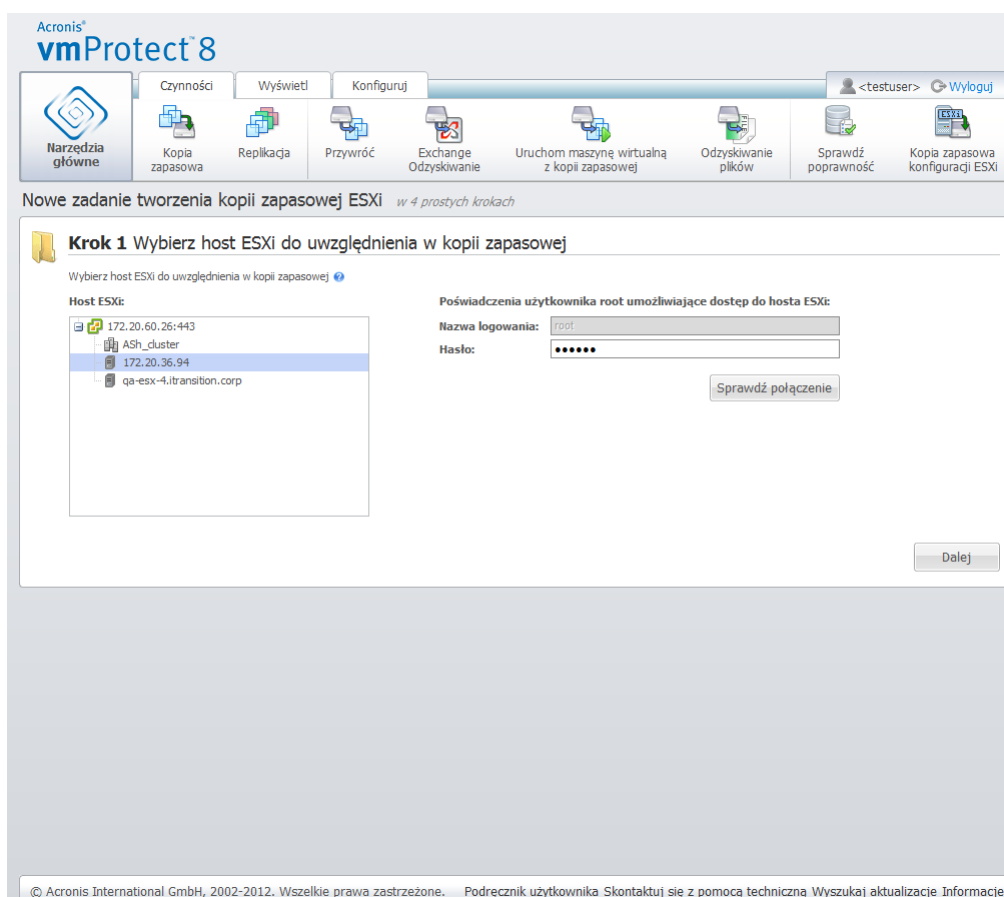 Acronis®
vmProtect™8
Czynności Wyświetl Konfiguruj <testuser> Wyloguj
Narzędzia główne
Kopia zapasowa
Replikacja
Przywróć
Exchange Odzyskiwanie
Uruchom maszynę wirtualną z kopii zapasowej
Odzyskiwanie plików
Sprawdź poprawność
ESXi
Kopia zapasowa konfiguracji ESXi
Nowe zadanie tworzenia kopii zapasowej ESXi w 4 prostych krokach
Krok 1 Wybierz host ESXi do uwzględnienia w kopii zapasowej
Wybierz host ESXi do uwzględnienia w kopii zapasowej
Host ESXi:
172.20.60.26:443
ASh_cluster
172.20.36.94
qa-esx-4.itransition.corp
Poświadczenia użytkownika root umożliwiające dostęp do hosta ESXi:
Nazwa logowania: root
Hasło: ••••••
Sprawdź połączenie
Dalej
© Acronis International GmbH, 2002-2012. Wszelkie prawa zastrzeżone. Podręcznik użytkownika Skontaktuj się z pomocą techniczną Wyszukaj aktualizacje Informacje